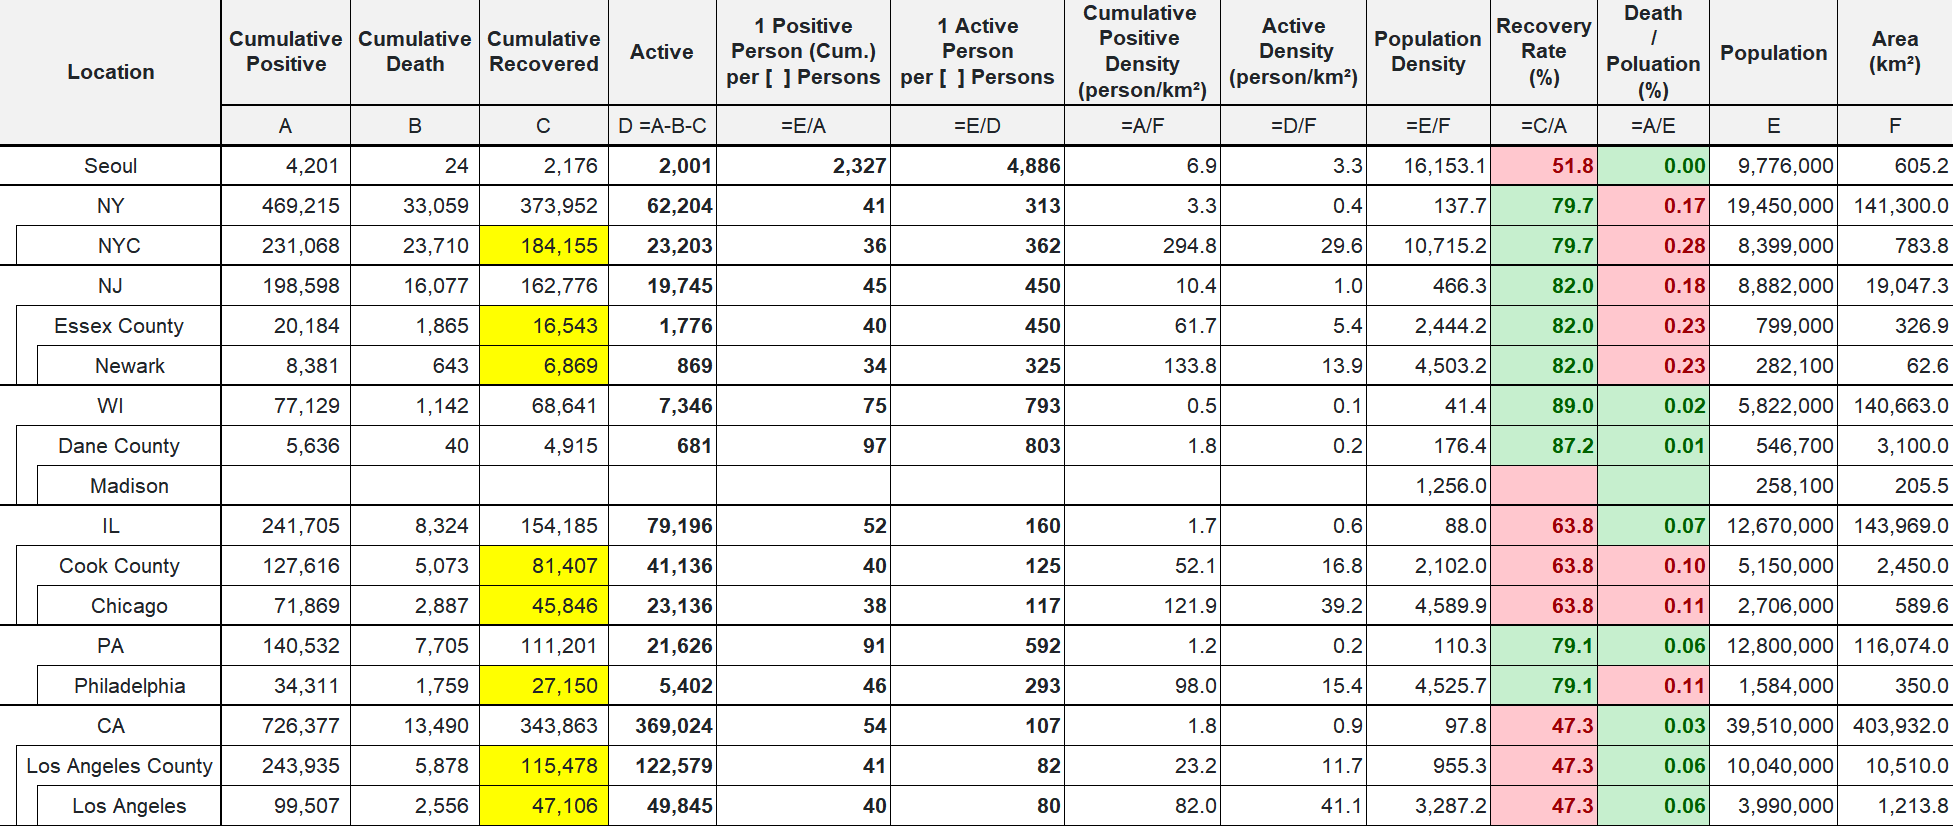 Location Cumulative Positive Cumulative Death Cumulative Recovered Active 1 Positive Person (Cum.) per [ ] Persons 1 Active Person per [ ] Persons Cumulative Positive Density (person/km²) Active Density (person/km²) Population Density Recovery Rate (%) Death / Poluation (%) Population Area (km²)
A B C D =A-B-C =E/A =E/D =A/F =D/F =E/F =C/A =A/E E F
Seoul 4,201 24 2,176 2,001 2,327 4,886 6.9 3.3 16,153.1 51.8 0.00 9,776,000 605.2
NY 469,215 33,059 373,952 62,204 41 313 3.3 0.4 137.7 79.7 0.17 19,450,000 141,300.0
NYC 231,068 23,710 184,155 23,203 36 362 294.8 29.6 10,715.2 79.7 0.28 8,399,000 783.8
NJ 198,598 16,077 162,776 19,745 45 450 10.4 1.0 466.3 82.0 0.18 8,882,000 19,047.3
Essex County 20,184 1,865 16,543 1,776 40 450 61.7 5.4 2,444.2 82.0 0.23 799,000 326.9
Newark 8,381 643 6,869 869 34 325 133.8 13.9 4,503.2 82.0 0.23 282,100 62.6
WI 77,129 1,142 68,641 7,346 75 793 0.5 0.1 41.4 89.0 0.02 5,822,000 140,663.0
Dane County 5,636 40 4,915 681 97 803 1.8 0.2 176.4 87.2 0.01 546,700 3,100.0
Madison 1,256.0 258,100 205.5
IL 241,705 8,324 154,185 79,196 52 160 1.7 0.6 88.0 63.8 0.07 12,670,000 143,969.0
Cook County 127,616 5,073 81,407 41,136 40 125 52.1 16.8 2,102.0 63.8 0.10 5,150,000 2,450.0
Chicago 71,869 2,887 45,846 23,136 38 117 121.9 39.2 4,589.9 63.8 0.11 2,706,000 589.6
PA 140,532 7,705 111,201 21,626 91 592 1.2 0.2 110.3 79.1 0.06 12,800,000 116,074.0
Philadelphia 34,311 1,759 27,150 5,402 46 293 98.0 15.4 4,525.7 79.1 0.11 1,584,000 350.0
CA 726,377 13,490 343,863 369,024 54 107 1.8 0.9 97.8 47.3 0.03 39,510,000 403,932.0
Los Angeles County 243,935 5,878 115,478 122,579 41 82 23.2 11.7 955.3 47.3 0.06 10,040,000 10,510.0
Los Angeles 99,507 2,556 47,106 49,845 40 80 82.0 41.1 3,287.2 47.3 0.06 3,990,000 1,213.8